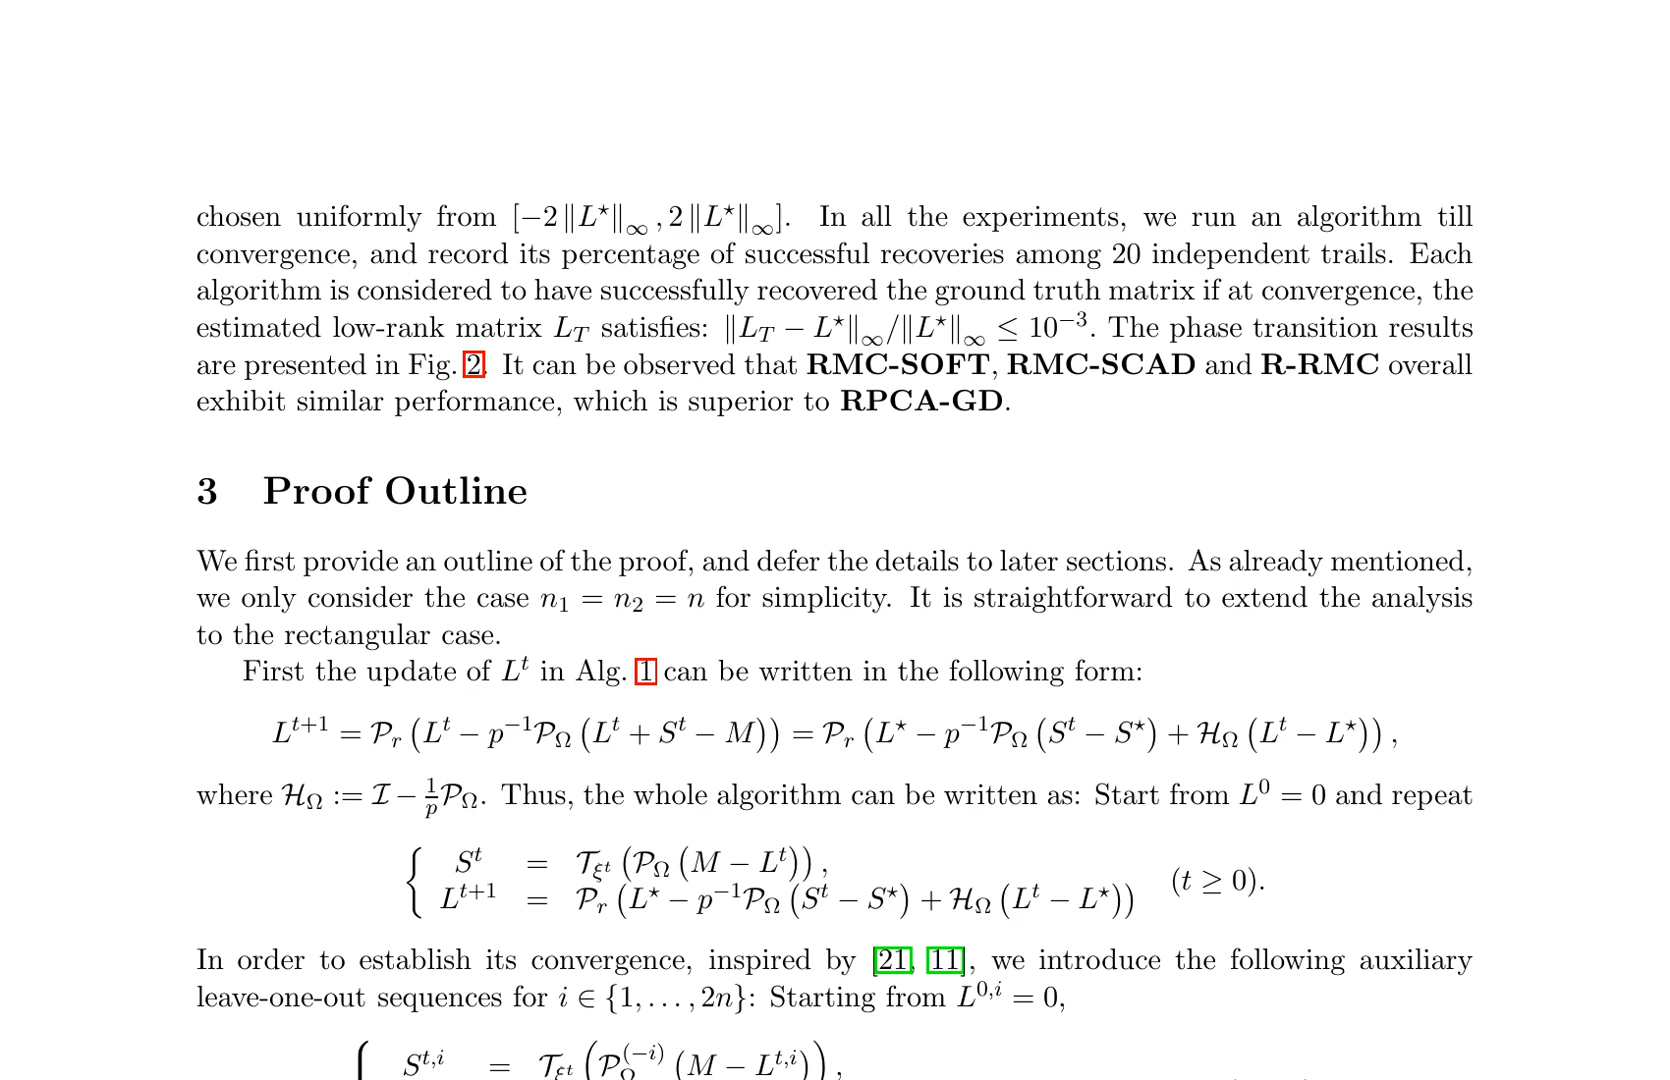 chosen uniformly from [−2‖L⋆‖∞, 2‖L⋆‖∞]. In all the experiments, we run an algorithm till
convergence, and record its percentage of successful recoveries among 20 independent trails. Each
algorithm is considered to have successfully recovered the ground truth matrix if at convergence, the
estimated low-rank matrix L_T satisfies: ‖L_T − L⋆‖∞/‖L⋆‖∞ ≤ 10⁻³. The phase transition results
are presented in Fig. 2. It can be observed that RMC-SOFT, RMC-SCAD and R-RMC overall
exhibit similar performance, which is superior to RPCA-GD.
3 Proof Outline
We first provide an outline of the proof, and defer the details to later sections. As already mentioned,
we only consider the case n₁ = n₂ = n for simplicity. It is straightforward to extend the analysis
to the rectangular case.
First the update of L^t in Alg. 1 can be written in the following form:
L^{t+1} = 𝒫_r (L^t − p⁻¹𝒫_Ω (L^t + S^t − M)) = 𝒫_r (L⋆ − p⁻¹𝒫_Ω (S^t − S⋆) + ℋ_Ω (L^t − L⋆)),
where ℋ_Ω := ℐ − 1/p 𝒫_Ω. Thus, the whole algorithm can be written as: Start from L⁰ = 0 and repeat
{ S^t = 𝒯_{ξ^t} (𝒫_Ω (M − L^t)),
L^{t+1} = 𝒫_r (L⋆ − p⁻¹𝒫_Ω (S^t − S⋆) + ℋ_Ω (L^t − L⋆)) (t ≥ 0).
In order to establish its convergence, inspired by [21, 11], we introduce the following auxiliary
leave-one-out sequences for i ∈ {1, . . . , 2n}: Starting from L^{0,i} = 0,
{ S^{t,i} = 𝒯_{ξ^t} (𝒫_Ω^{(−i)} (M − L^{t,i})),